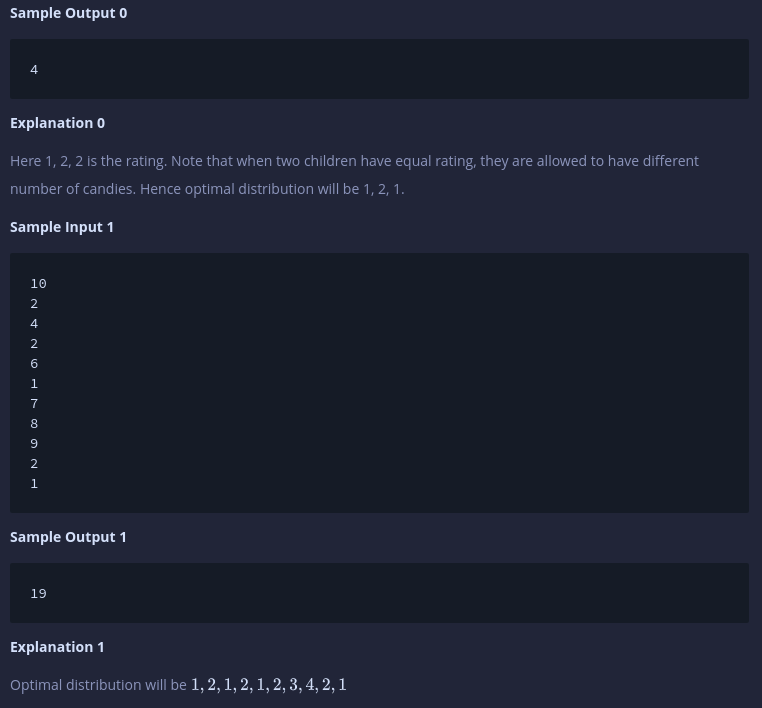 Sample Output 0
4
Explanation 0
Here 1, 2, 2 is the rating. Note that when two children have equal rating, they are allowed to have different
number of candies. Hence optimal distribution will be 1, 2, 1.
Sample Input 1
10
2
4
2
6
1
7
8
9
2
1
Sample Output 1
19
Explanation 1
Optimal distribution will be 1, 2, 1, 2, 1, 2, 3, 4, 2, 1